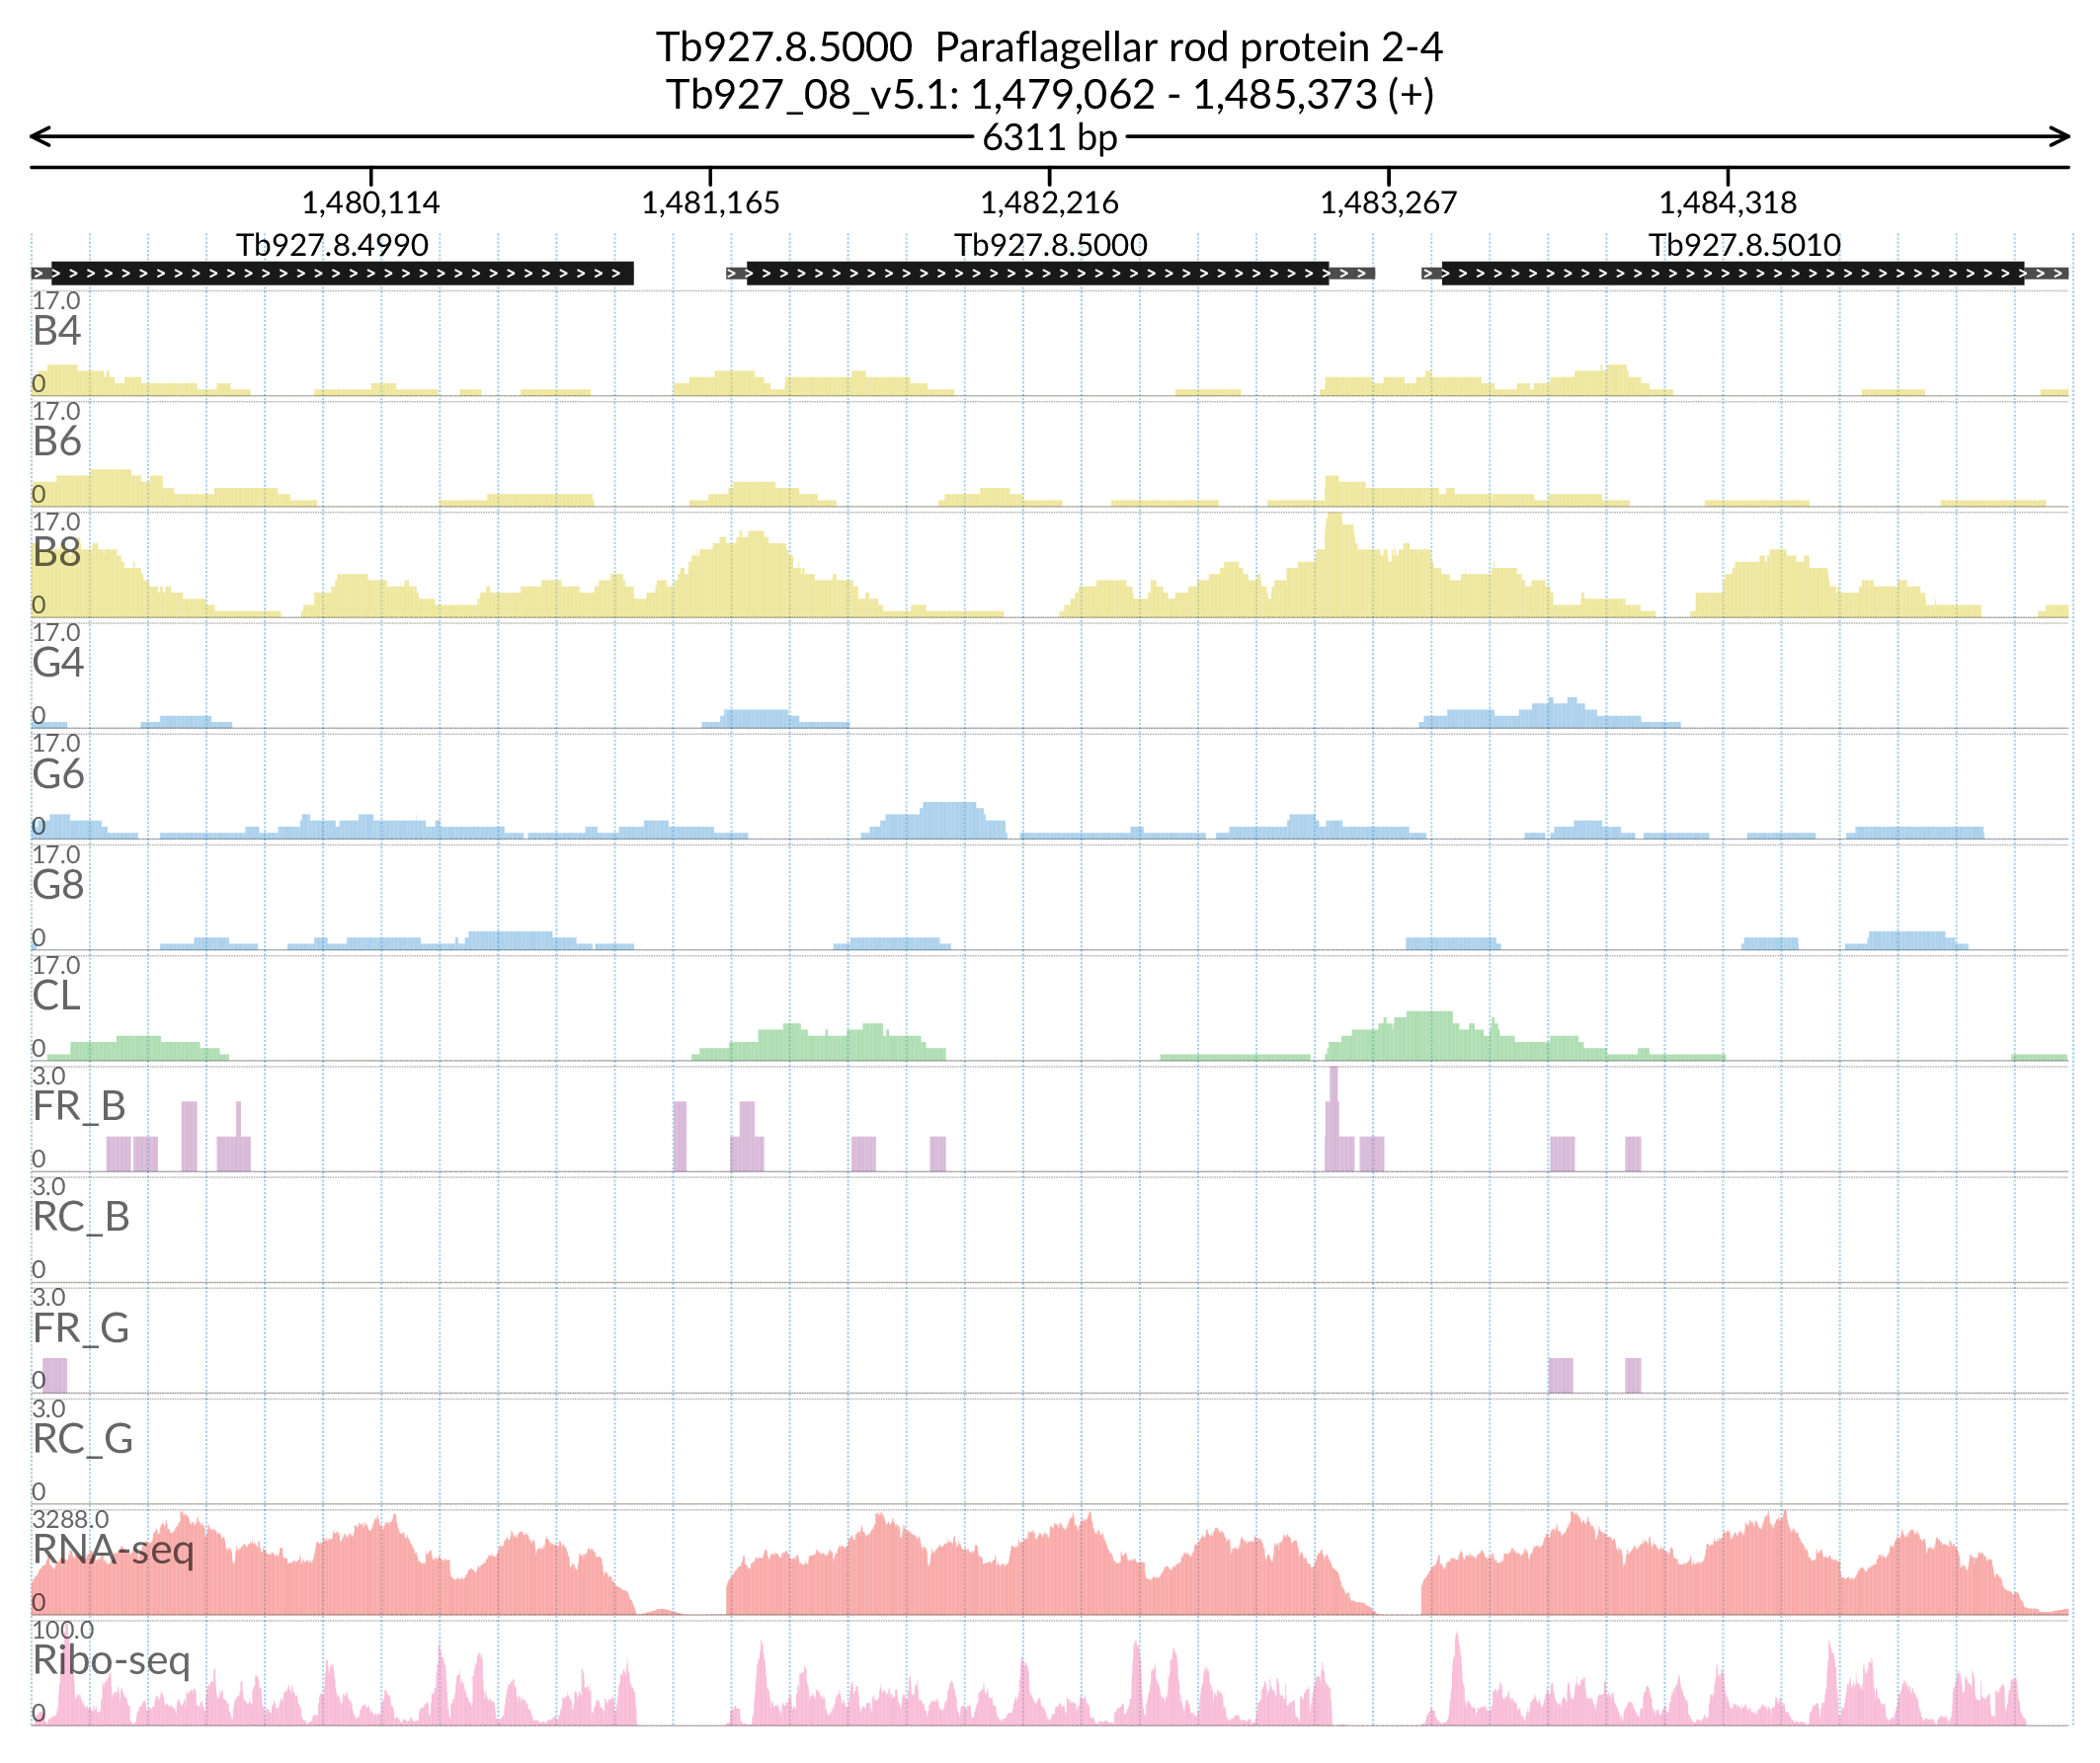 Tb927.8.5000  Paraflagellar rod protein 2-4
Tb927_08_v5.1: 1,479,062 - 1,485,373 (+)
6311 bp
1,480,114 1,481,165 1,482,216 1,483,267 1,484,318
Tb927.8.4990 Tb927.8.5000 Tb927.8.5010
17.0
B4
0
17.0
B6
0
17.0
B8
0
17.0
G4
0
17.0
G6
0
17.0
G8
0
17.0
CL
0
3.0
FR_B
0
3.0
RC_B
0
3.0
FR_G
0
3.0
RC_G
0
3288.0
RNA-seq
0
100.0
Ribo-seq
0